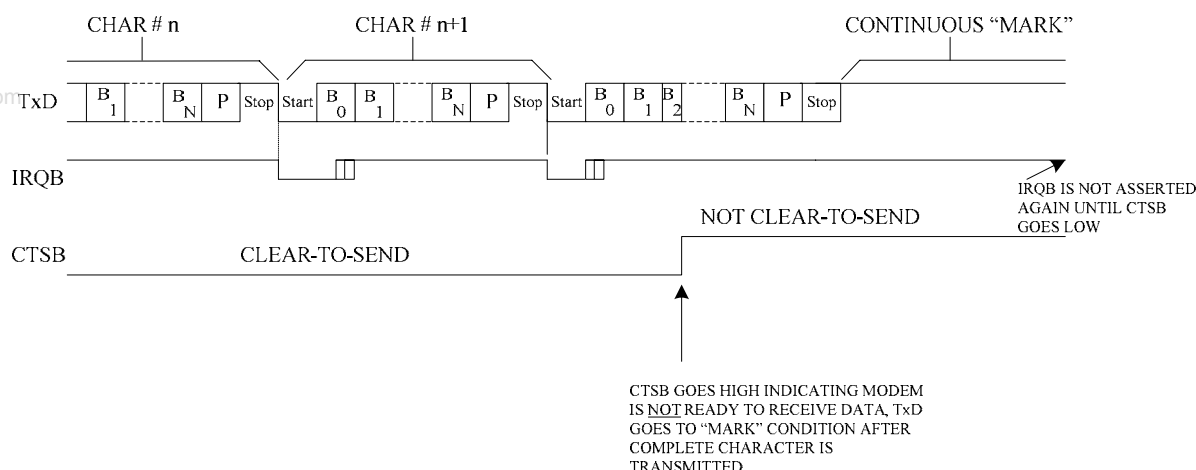 CHAR # n
CHAR # n+1
CONTINUOUS “MARK”
TxD
B1
BN
P
Stop
Start
B0
B1
BN
P
Stop
Start
B0
B1
B2
BN
P
Stop
IRQB
IRQB IS NOT ASSERTED
AGAIN UNTIL CTSB
GOES LOW
NOT CLEAR-TO-SEND
CTSB
CLEAR-TO-SEND
CTSB GOES HIGH INDICATING MODEM
IS NOT READY TO RECEIVE DATA, TxD
GOES TO “MARK” CONDITION AFTER
COMPLETE CHARACTER IS
TRANSMITTED